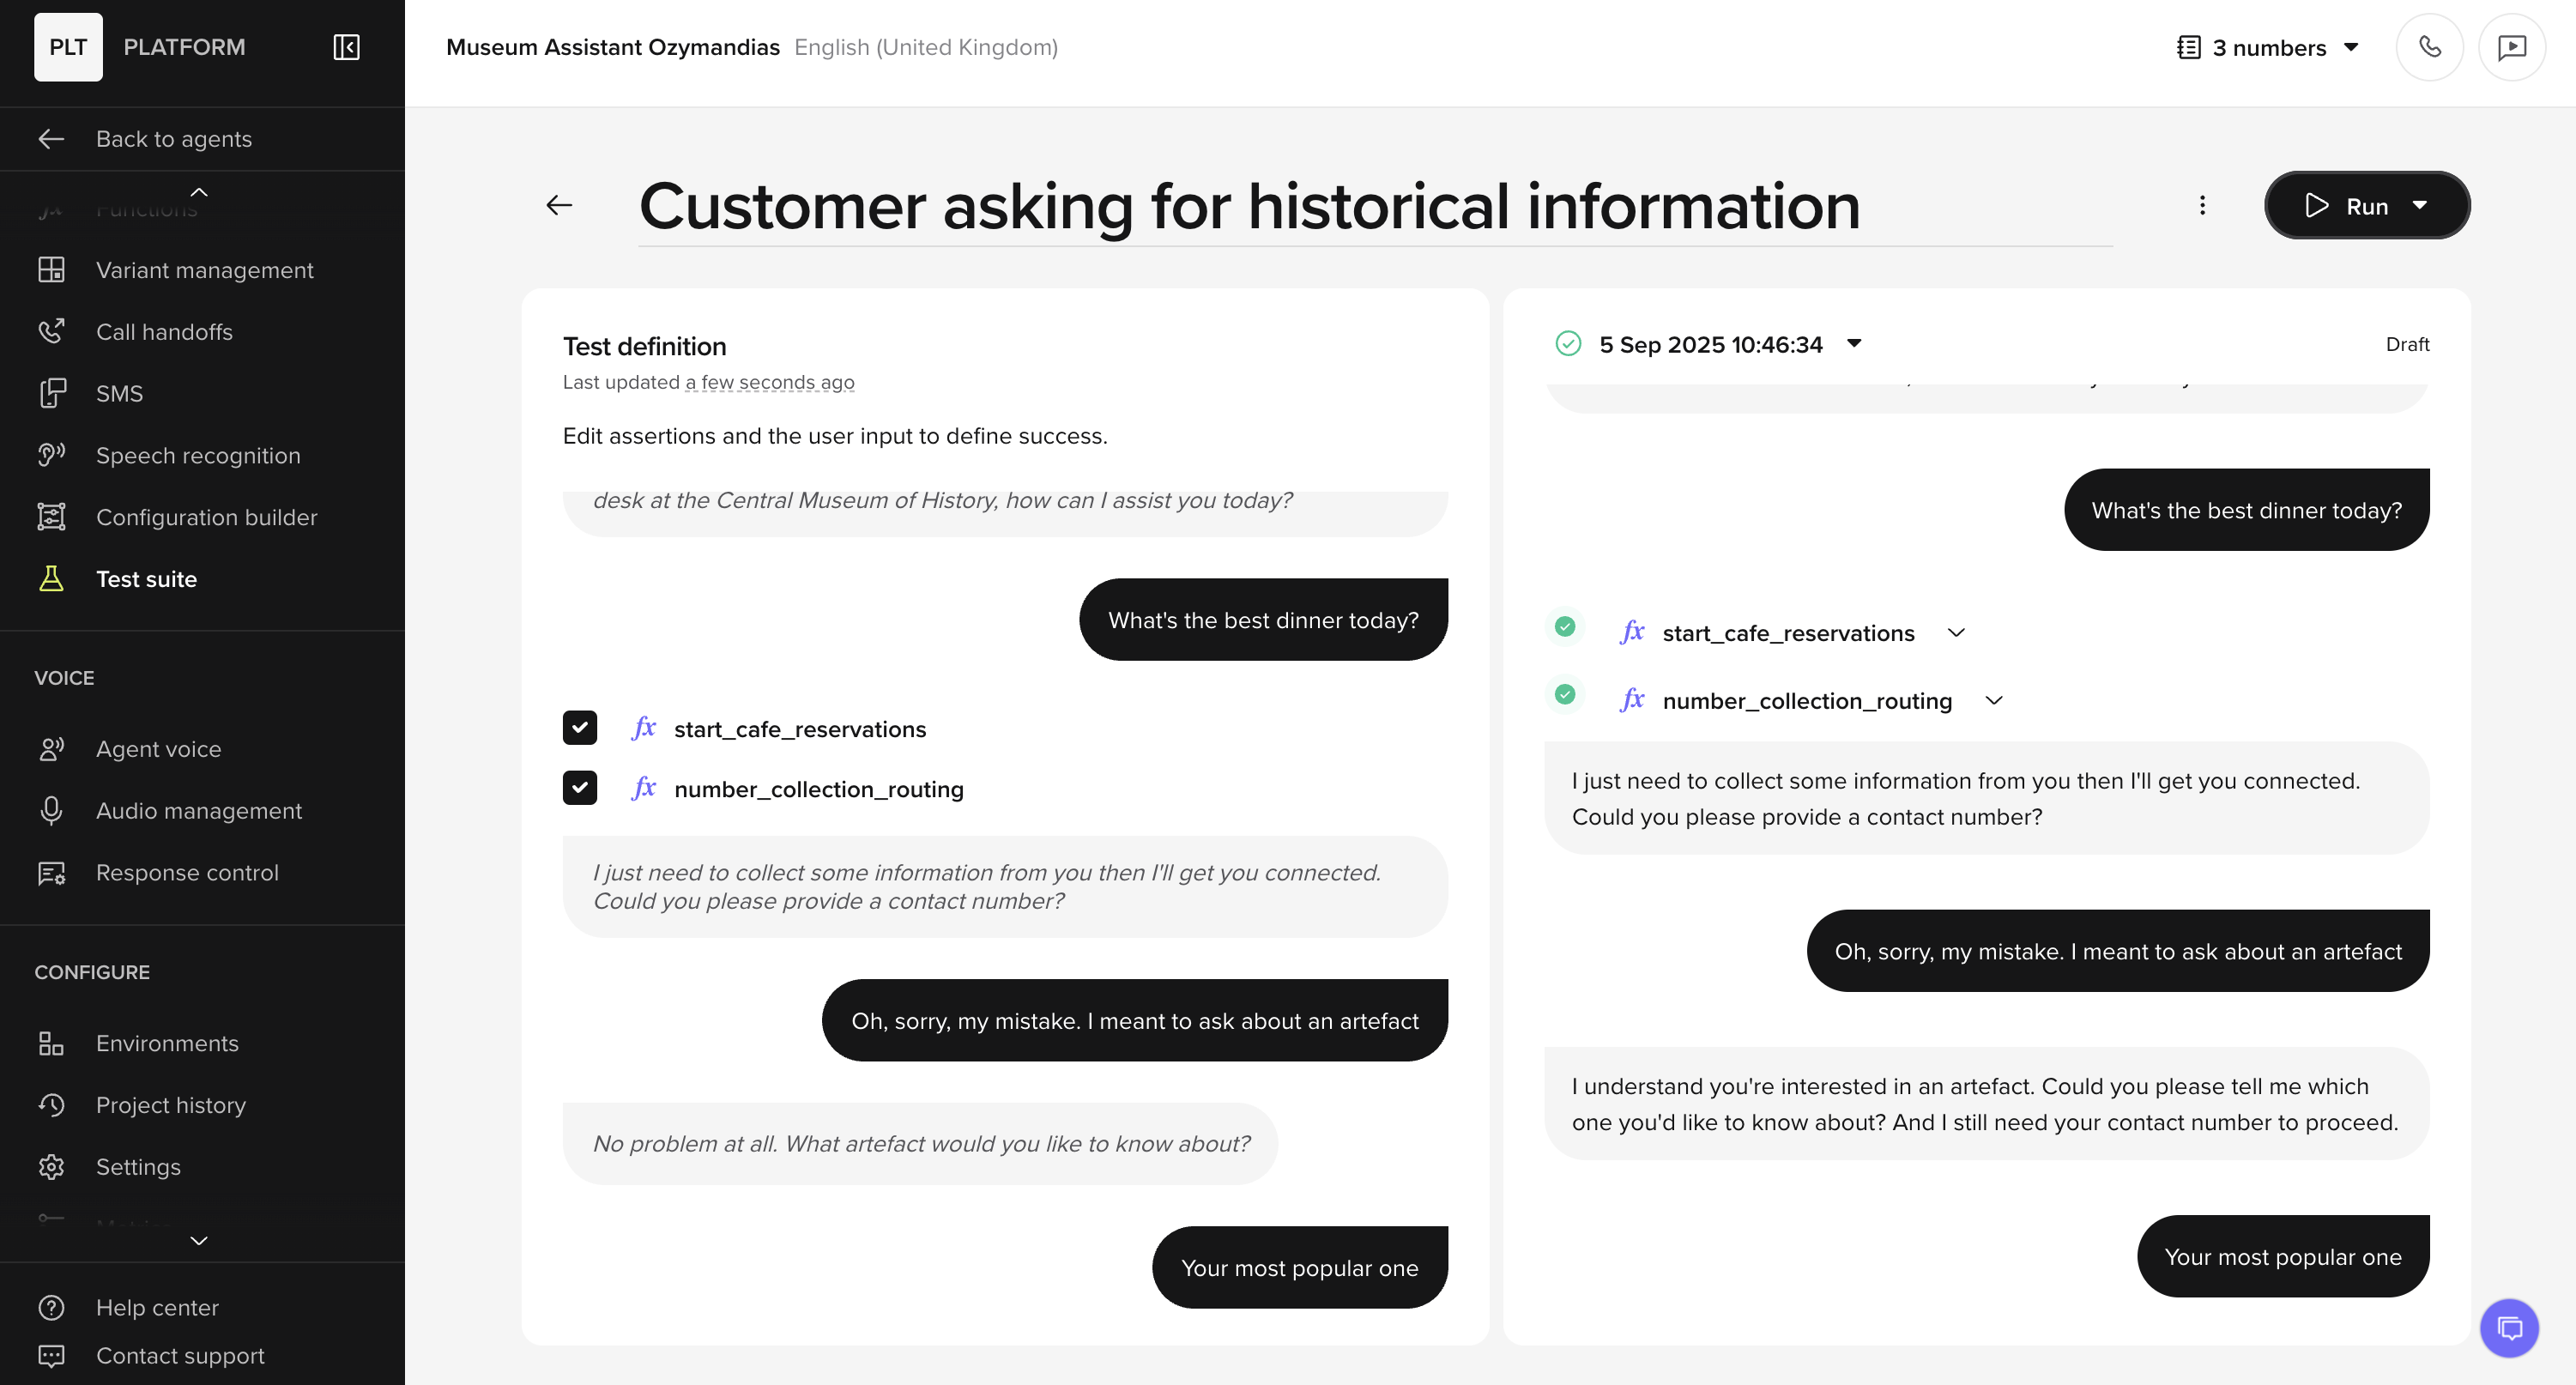 PLT PLATFORM
Back to agents
Functions
Variant management
Call handoffs
SMS
Speech recognition
Configuration builder
Test suite
VOICE
Agent voice
Audio management
Response control
CONFIGURE
Environments
Project history
Settings
Help center
Contact support
Museum Assistant Ozymandias English (United Kingdom)
3 numbers
Customer asking for historical information
Run
Test definition
Last updated a few seconds ago
Edit assertions and the user input to define success.
desk at the Central Museum of History, how can I assist you today?
What's the best dinner today?
fx start_cafe_reservations
fx number_collection_routing
I just need to collect some information from you then I'll get you connected.
Could you please provide a contact number?
Oh, sorry, my mistake. I meant to ask about an artefact
No problem at all. What artefact would you like to know about?
Your most popular one
5 Sep 2025 10:46:34
Draft
What's the best dinner today?
fx start_cafe_reservations
fx number_collection_routing
I just need to collect some information from you then I'll get you connected.
Could you please provide a contact number?
Oh, sorry, my mistake. I meant to ask about an artefact
I understand you're interested in an artefact. Could you please tell me which
one you'd like to know about? And I still need your contact number to proceed.
Your most popular one